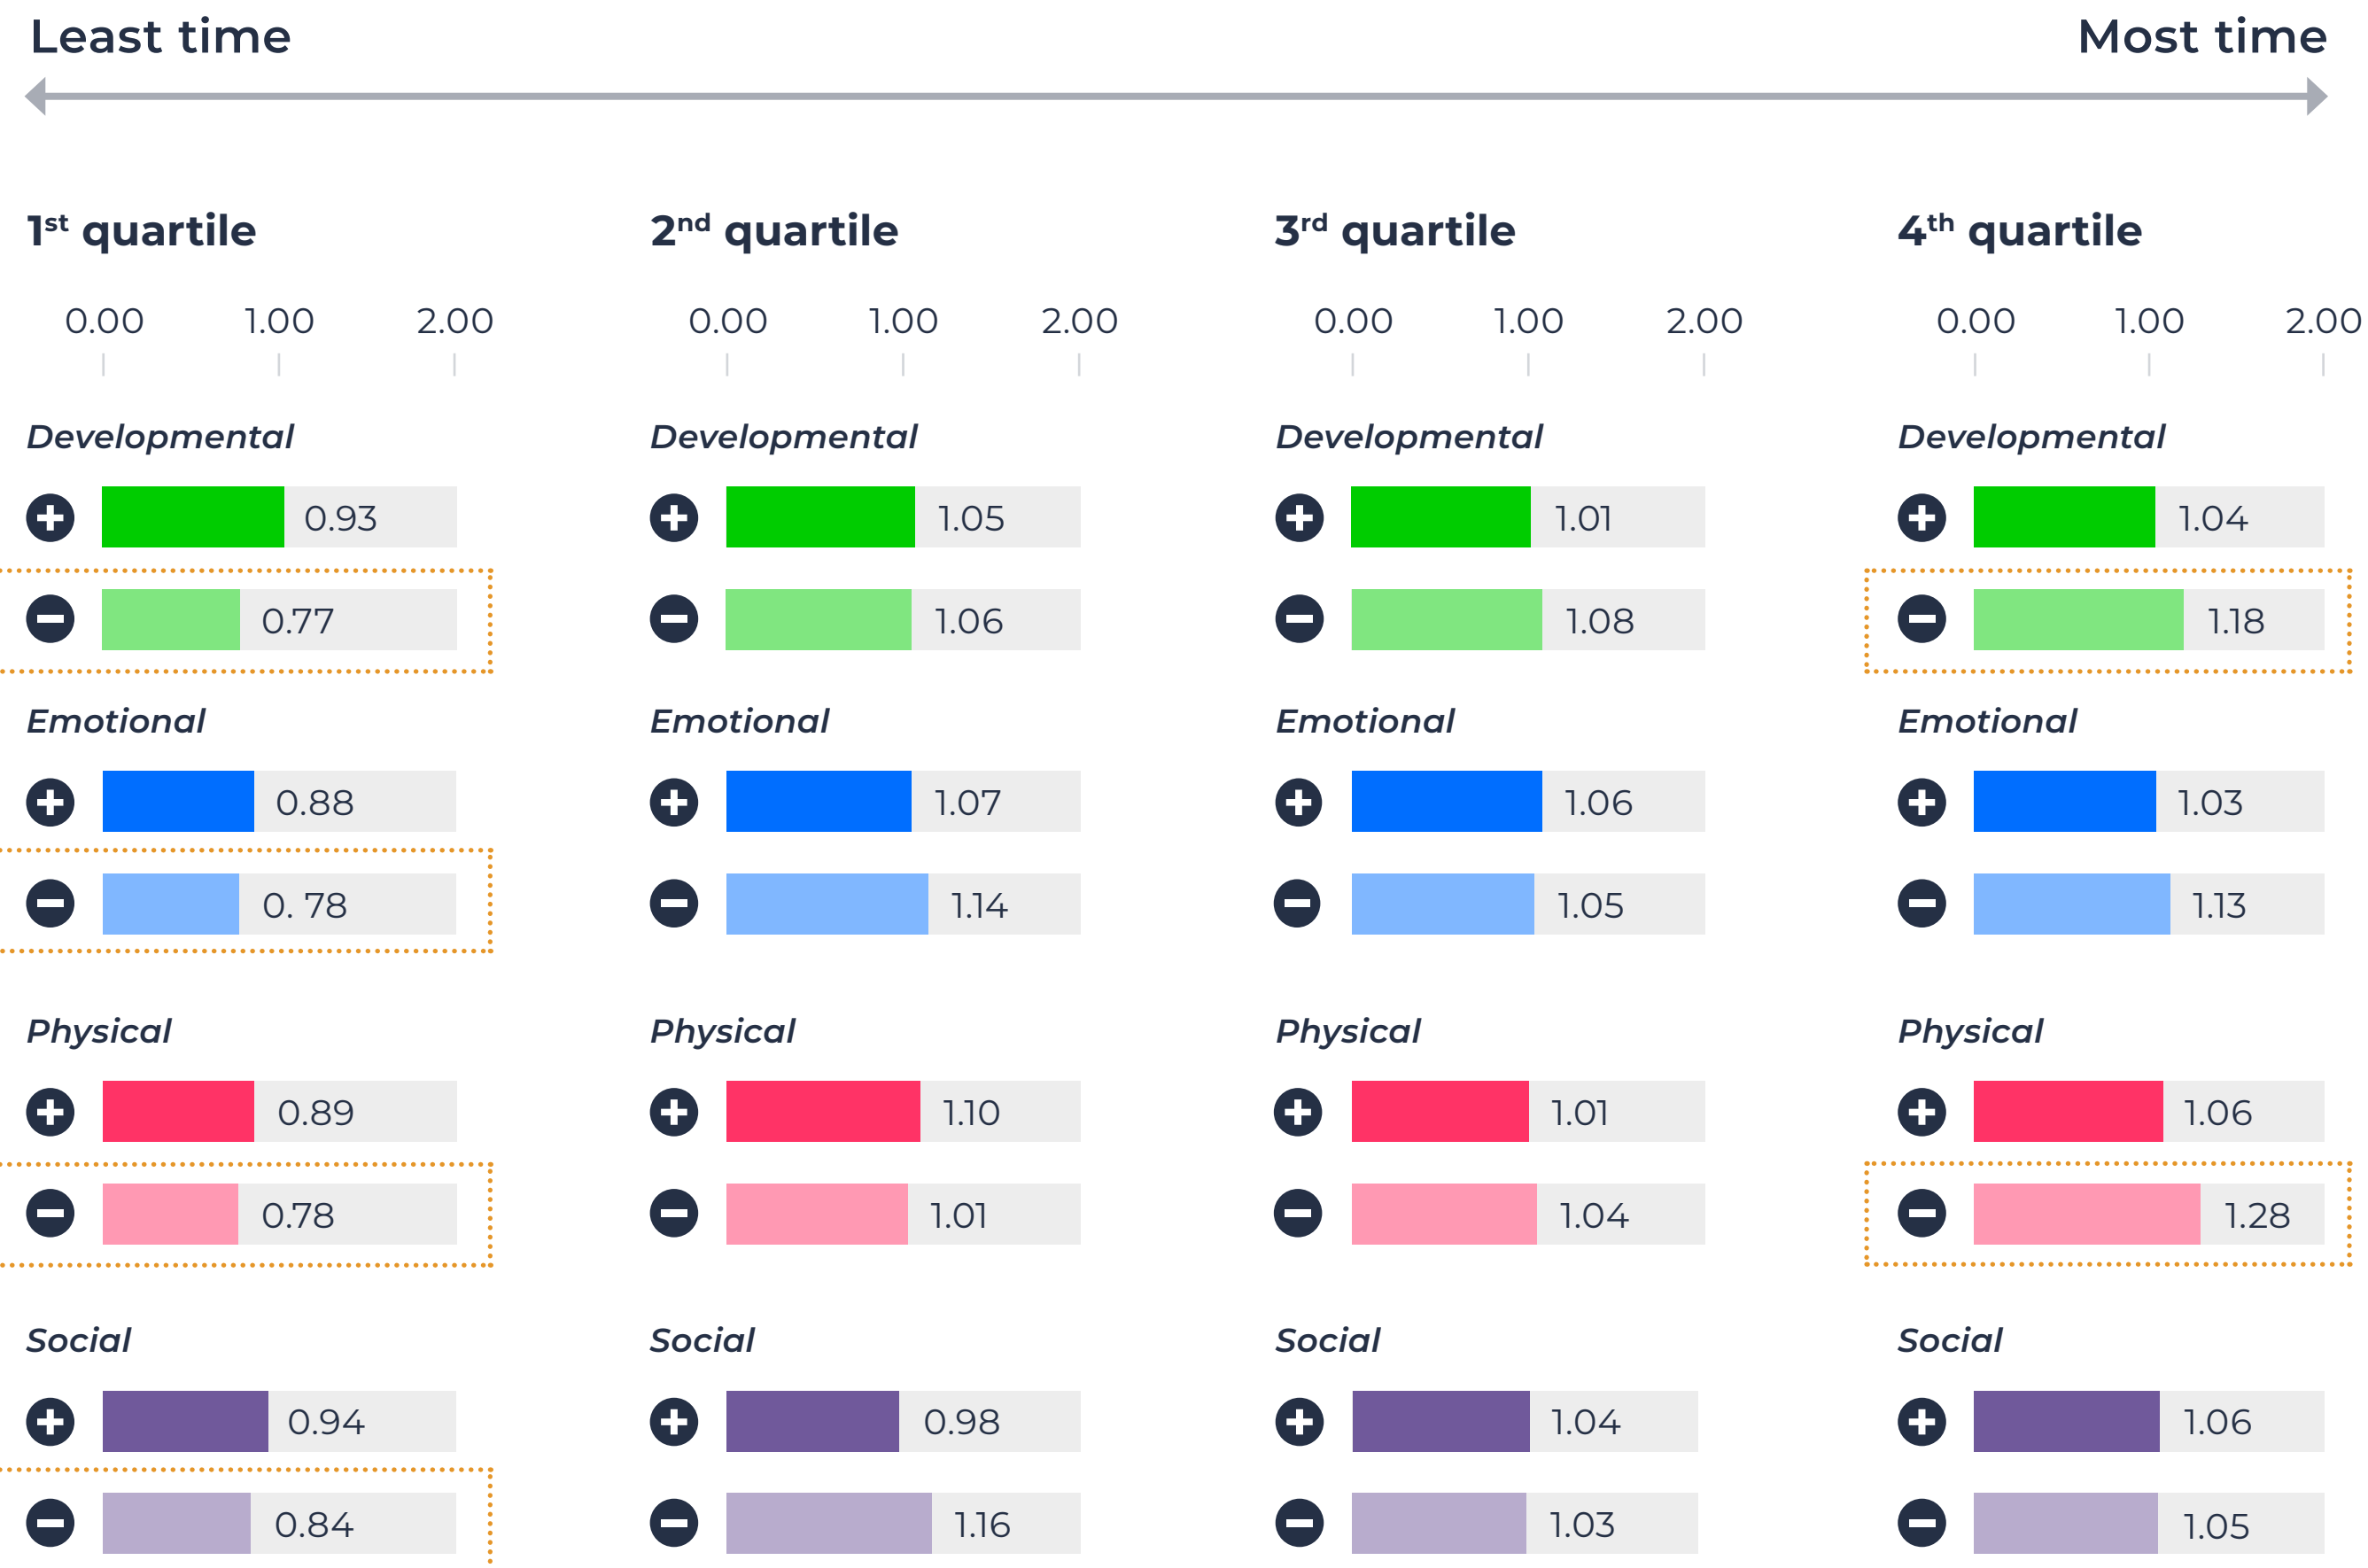 Least time Most time
1st quartile 2nd quartile 3rd quartile 4th quartile
0.00 1.00 2.00 0.00 1.00 2.00 0.00 1.00 2.00 0.00 1.00 2.00
Developmental Developmental Developmental Developmental
+ 0.93 + 1.05 + 1.01 + 1.04
− 0.77 − 1.06 − 1.08 − 1.18
Emotional Emotional Emotional Emotional
+ 0.88 + 1.07 + 1.06 + 1.03
− 0. 78 − 1.14 − 1.05 − 1.13
Physical Physical Physical Physical
+ 0.89 + 1.10 + 1.01 + 1.06
− 0.78 − 1.01 − 1.04 − 1.28
Social Social Social Social
+ 0.94 + 0.98 + 1.04 + 1.06
− 0.84 − 1.16 − 1.03 − 1.05